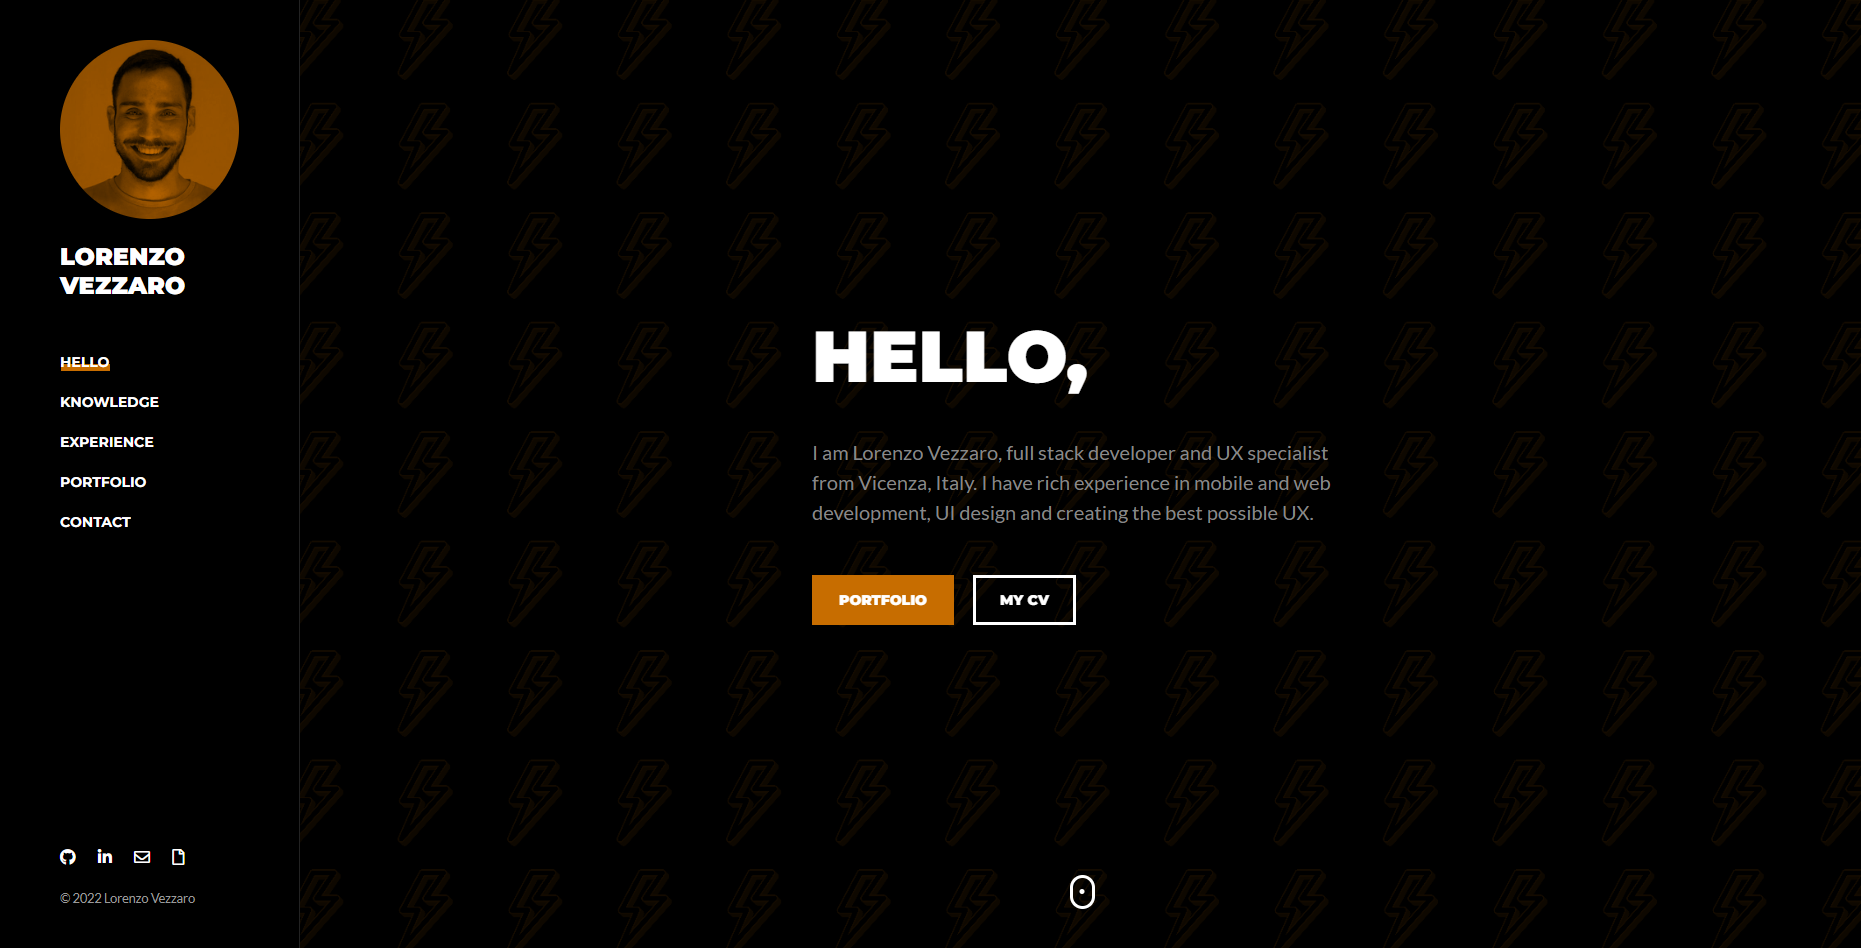 LORENZO
VEZZARO
HELLO
KNOWLEDGE
EXPERIENCE
PORTFOLIO
CONTACT
© 2022 Lorenzo Vezzaro
HELLO,
I am Lorenzo Vezzaro, full stack developer and UX specialist
from Vicenza, Italy. I have rich experience in mobile and web
development, UI design and creating the best possible UX.
PORTFOLIO
MY CV